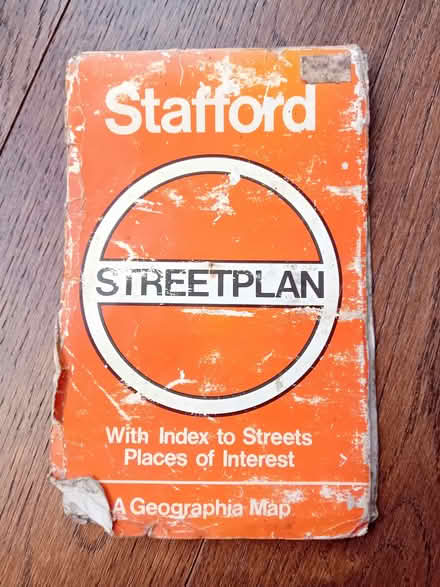 Stafford
STREETPLAN
With Index to Streets
Places of Interest
A Geographia Map